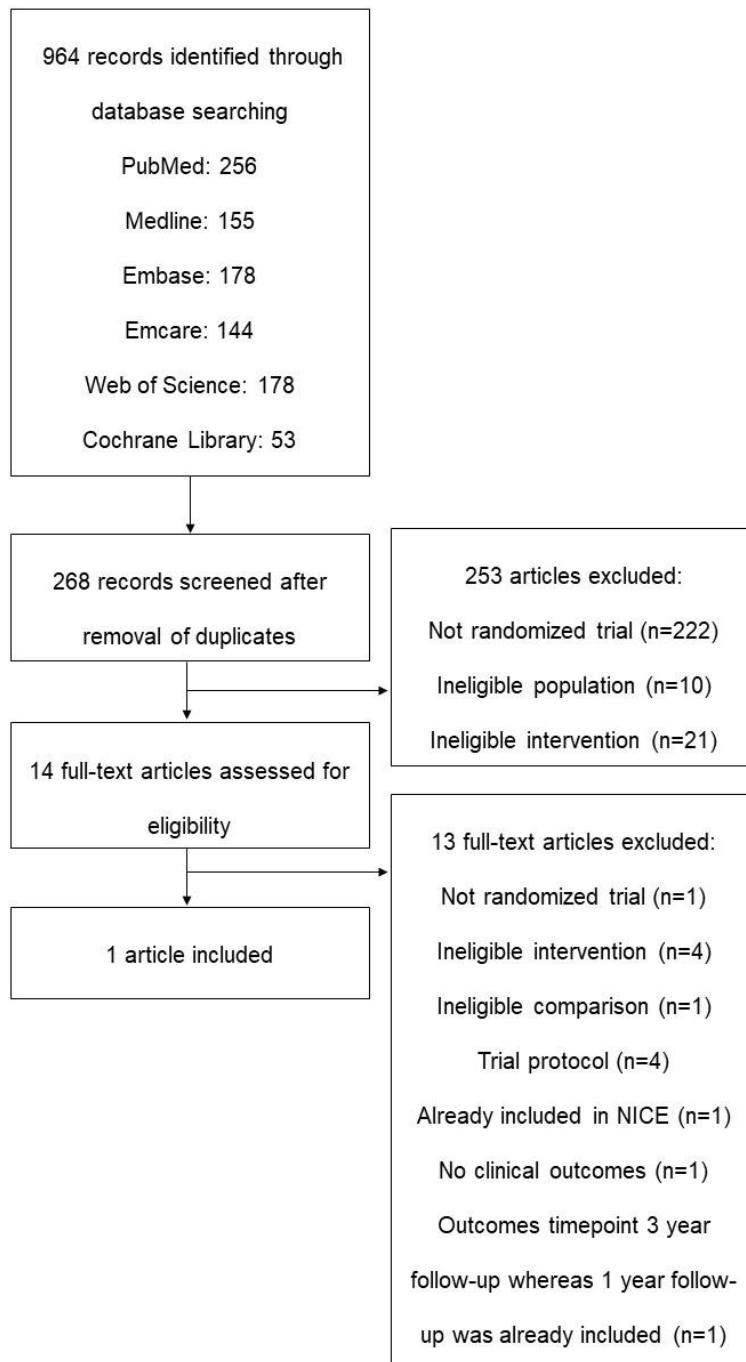 964 records identified through
database searching
PubMed: 256
Medline: 155
Embase: 178
Emcare: 144
Web of Science: 178
Cochrane Library: 53
268 records screened after
removal of duplicates
253 articles excluded:
Not randomized trial (n=222)
Ineligible population (n=10)
Ineligible intervention (n=21)
14 full-text articles assessed for
eligibility
13 full-text articles excluded:
Not randomized trial (n=1)
Ineligible intervention (n=4)
Ineligible comparison (n=1)
Trial protocol (n=4)
Already included in NICE (n=1)
No clinical outcomes (n=1)
Outcomes timepoint 3 year
follow-up whereas 1 year follow-
up was already included (n=1)
1 article included